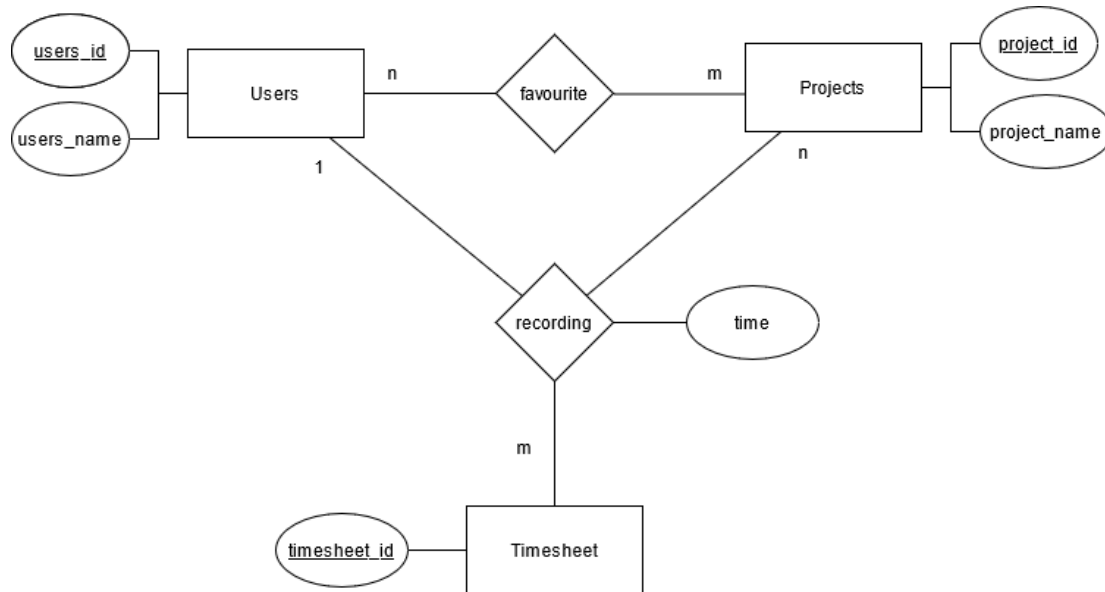 users_id
users_name
Users
n
favourite
m
Projects
project_id
project_name
1
n
recording
time
m
timesheet_id
Timesheet